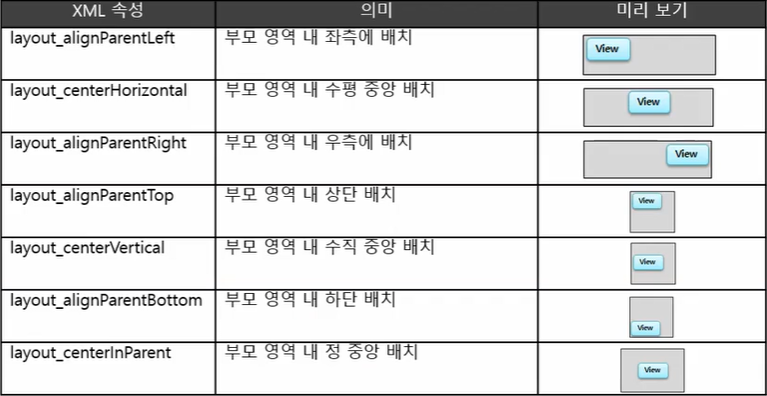 XML 속성 의미 미리 보기
layout_alignParentLeft 부모 영역 내 좌측에 배치 View
layout_centerHorizontal 부모 영역 내 수평 중앙 배치 View
layout_alignParentRight 부모 영역 내 우측에 배치 View
layout_alignParentTop 부모 영역 내 상단 배치 View
layout_centerVertical 부모 영역 내 수직 중앙 배치 View
layout_alignParentBottom 부모 영역 내 하단 배치 View
layout_centerInParent 부모 영역 내 정 중앙 배치 View